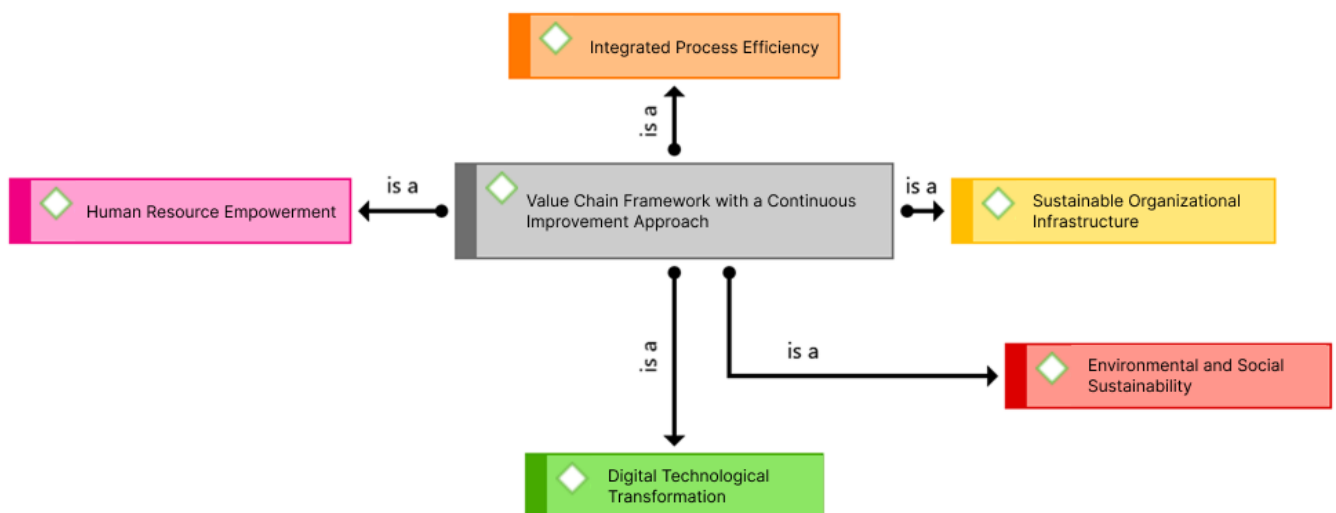 Integrated Process Efficiency
is a
is a
Human Resource Empowerment
Value Chain Framework with a Continuous
Improvement Approach
is a
Sustainable Organizational
Infrastructure
is a
is a
Environmental and Social
Sustainability
Digital Technological
Transformation